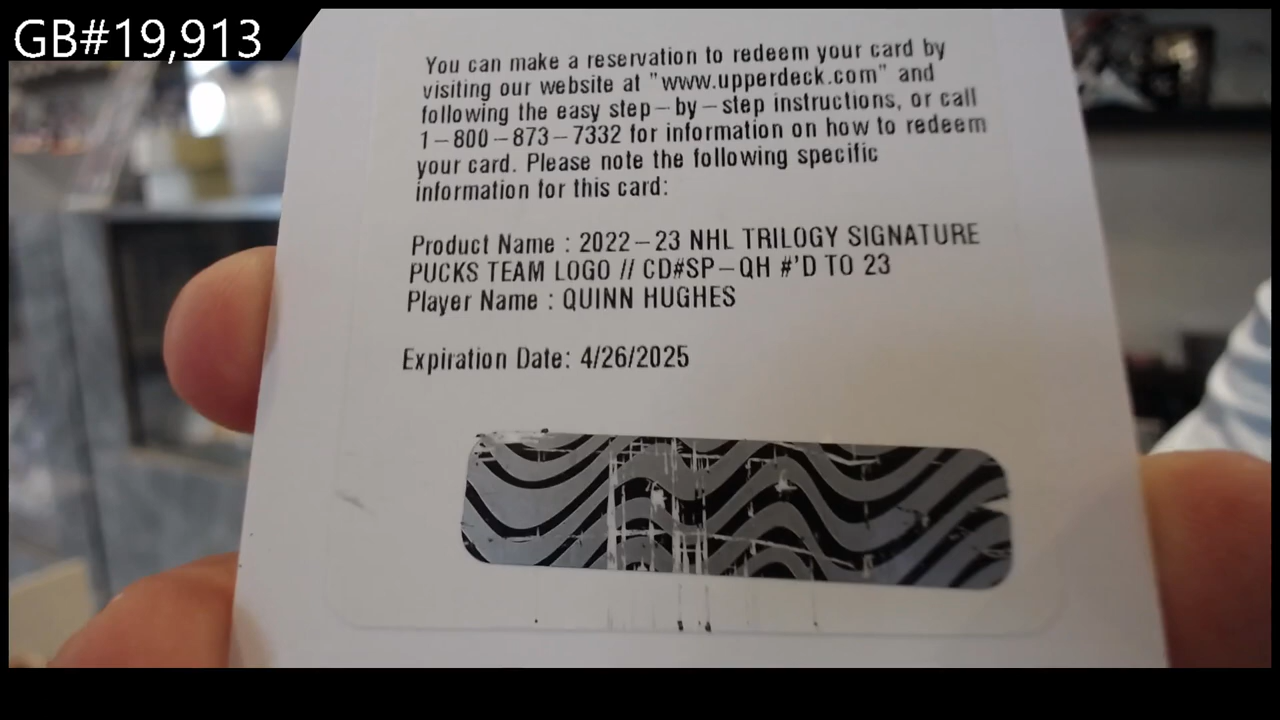 GB#19,913
You can make a reservation to redeem your card by
visiting our website at "www.upperdeck.com" and
following the easy step-by-step instructions, or call
1-800-873-7332 for information on how to redeem
your card. Please note the following specific
information for this card:
Product Name : 2022-23 NHL TRILOGY SIGNATURE
PUCKS TEAM LOGO // CD#SP-QH #'D TO 23
Player Name : QUINN HUGHES
Expiration Date: 4/26/2025